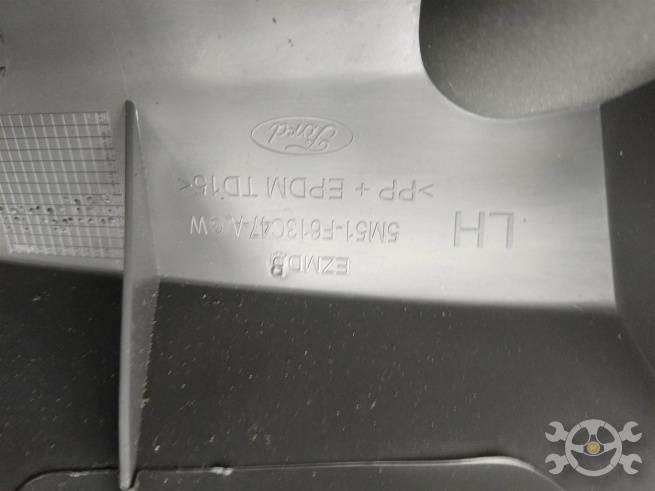 EZMD
LH
5M51-F613C47-A W
>PP + EPDM TD15<
Ford